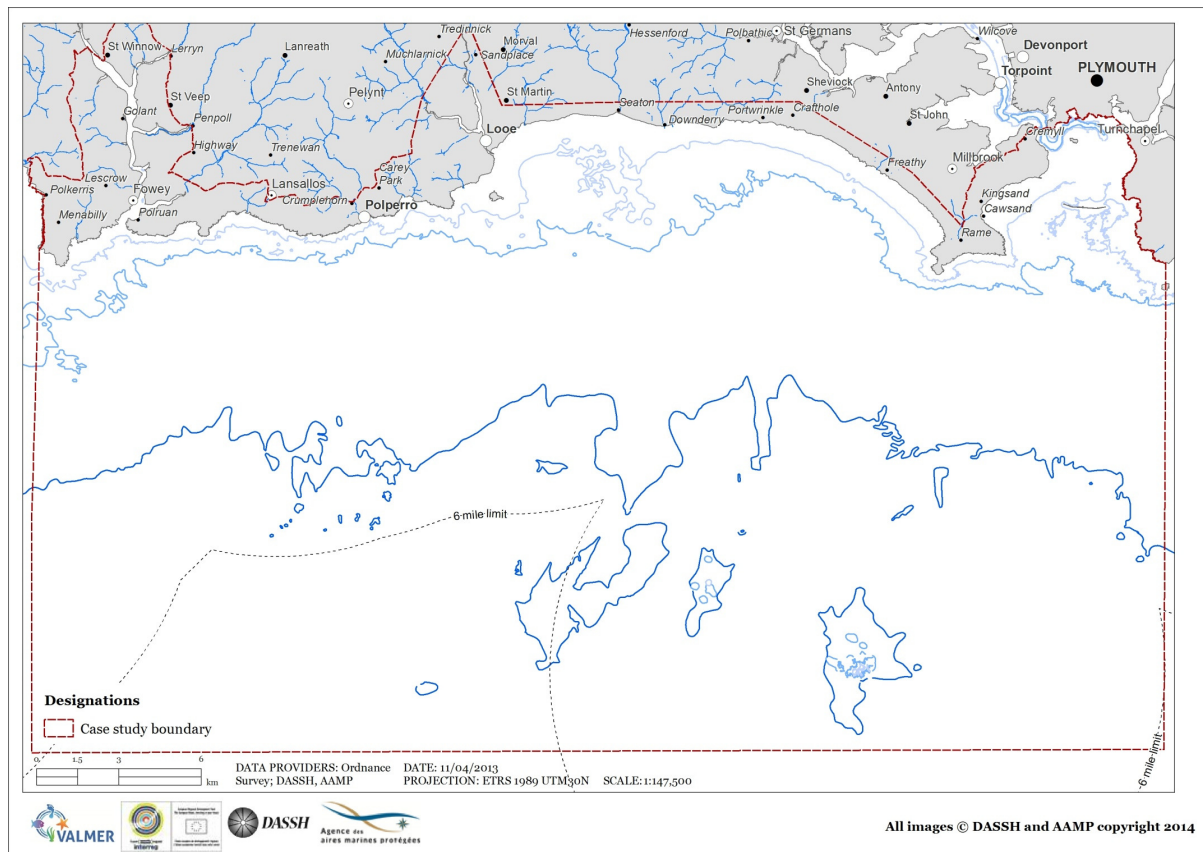 Tredinnick
Morval
Hessenford
Polbathic
St Germans
Wilcove
Devonport
St Winnow
Lerryn
Lanreath
Muchlarnick
Sandplace
Torpoint
PLYMOUTH
Sheviock
Antony
St Veep
Pelynt
St Martin
Seaton
Portwrinkle
Crafthole
St John
Golant
Penpoll
Looe
Downderry
Cremyll
Turnchapel
Highway
Trenewan
Freathy
Millbrook
Lescrow
Carey
Park
Polkerris
Fowey
Lansallos
Crumplehorn
Kingsand
Menabilly
Polruan
Polperro
Cawsand
Rame
6 mile limit
6 mile limit
Designations
Case study boundary
0 1.5 3 6
km
DATA PROVIDERS: Ordnance DATE: 11/04/2013
Survey; DASSH, AAMP PROJECTION: ETRS 1989 UTM30N SCALE:1:147,500
VALMER
interreg
DASSH
Agence des
aires marines protégées
All images © DASSH and AAMP copyright 2014